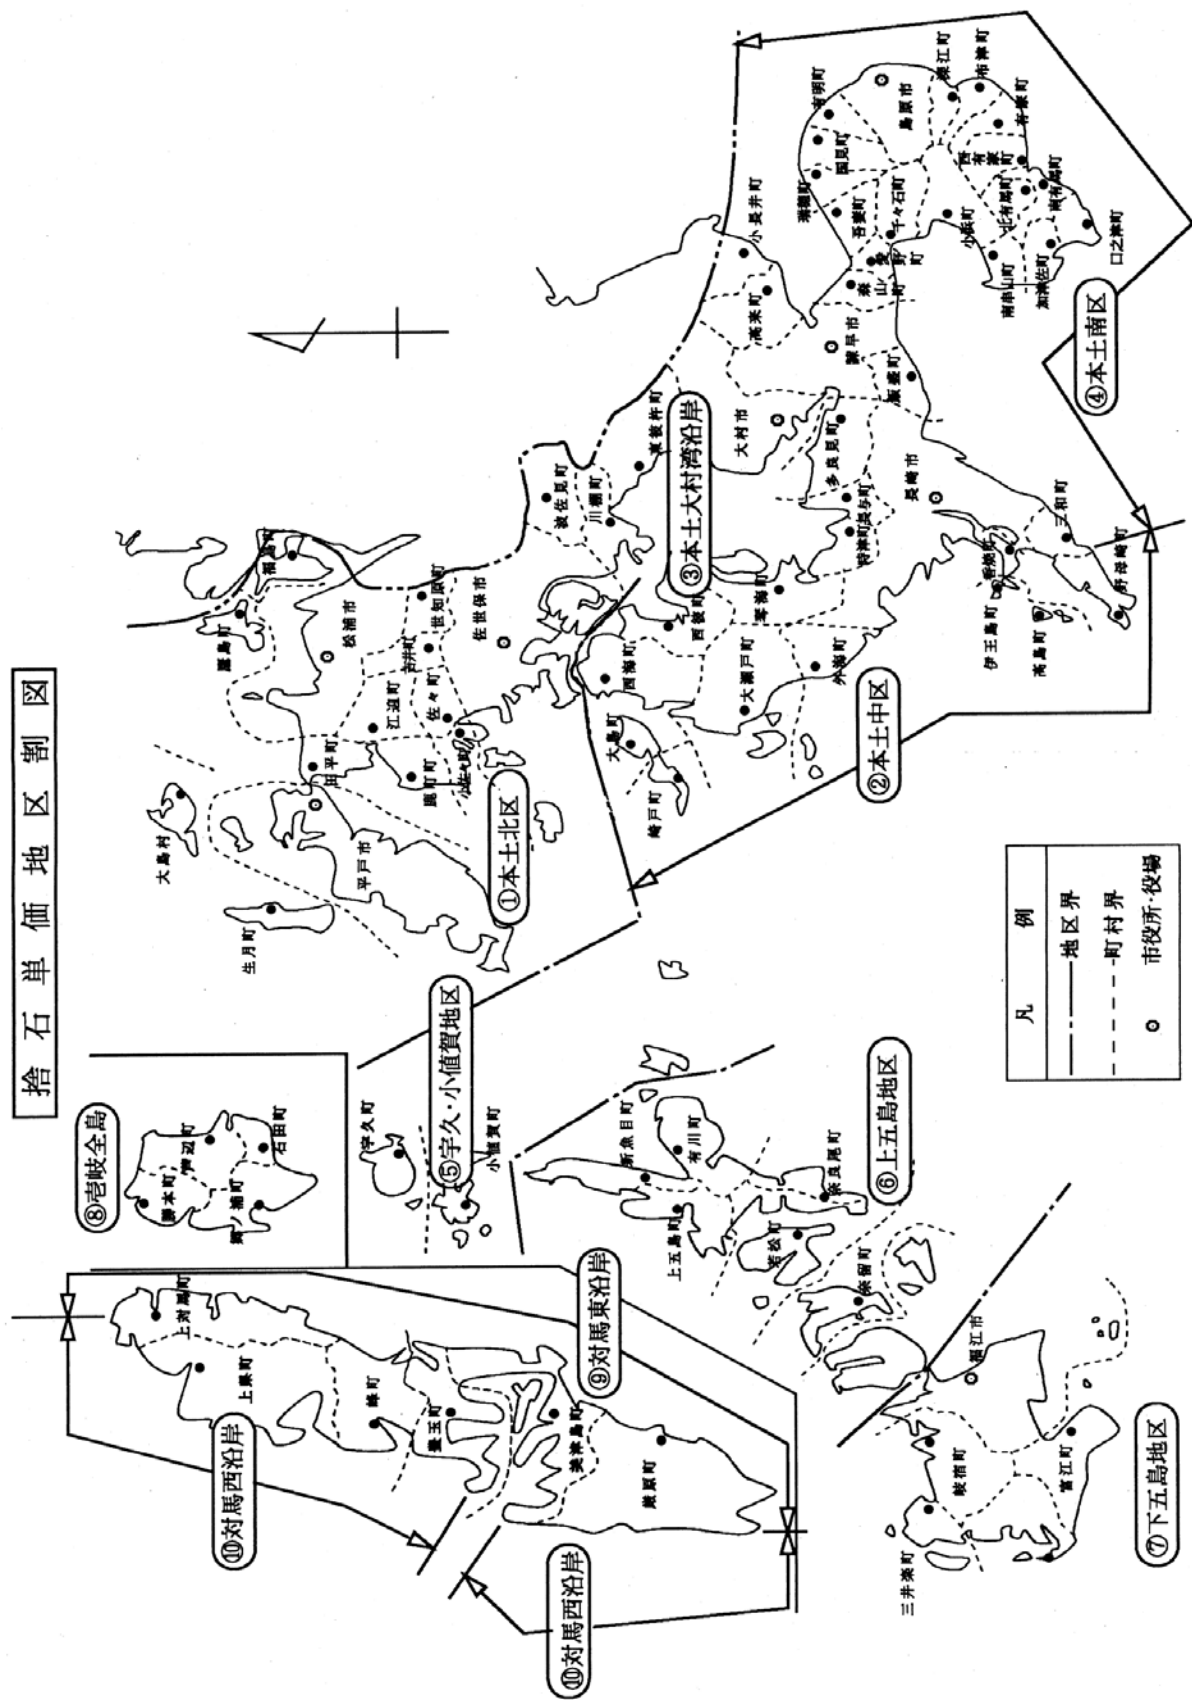 捨石単価地区割図
⑧壱岐全島
勝本町
芦辺町
郷ノ浦町
石田町
⑩対馬西沿岸
上対馬町
上県町
峰町
豊玉町
美津島町
厳原町
⑨対馬東沿岸
⑩対馬西沿岸
宇久町
⑤宇久・小値賀地区
小値賀町
新魚目町
有川町
上五島町
若松町
奈良尾町
奈留町
⑥上五島地区
福江市
岐宿町
三井楽町
富江町
⑦下五島地区
大島村
生月町
平戸市
田平町
鷹島町
福島町
松浦市
江迎町
鹿町町
吉井町
世知原町
佐々町
小佐々町
佐世保市
①本土北区
波佐見町
川棚町
東彼杵町
③本土大村湾沿岸
西海町
西彼町
大島町
崎戸町
大瀬戸町
琴海町
外海町
②本土中区
大村市
多良見町
長与町
時津町
長崎市
香焼町
伊王島町
高島町
三和町
野母崎町
小長井町
高来町
諫早市
飯盛町
森山町
愛野町
千々石町
吾妻町
瑞穂町
国見町
有明町
島原市
深江町
布津町
有家町
西有家町
北有馬町
南有馬町
口之津町
加津佐町
南串山町
小浜町
④本土南区
凡例
地区界
町村界
市役所・役場